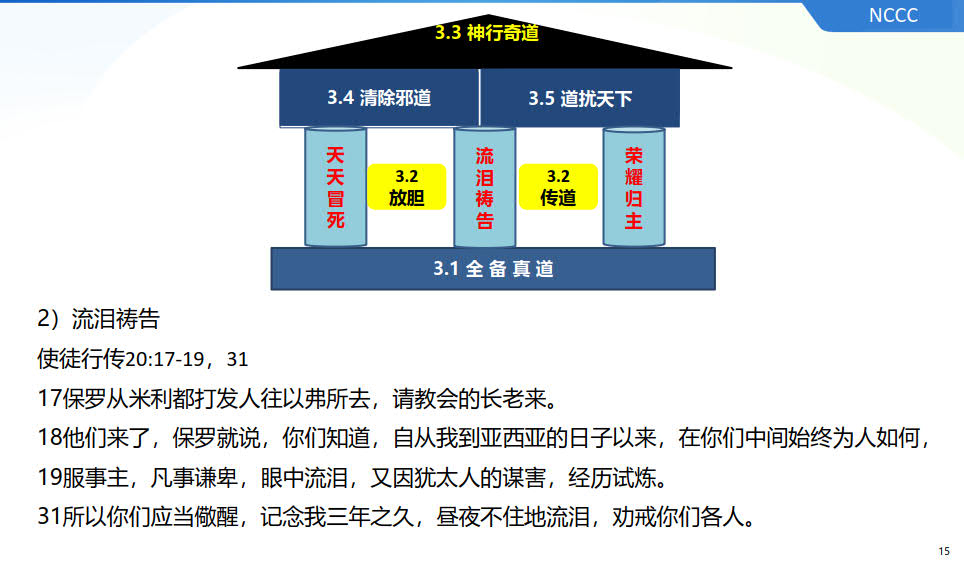 NCCC
3.3 神行奇道
3.4 清除邪道
3.5 道扰天下
天天冒死
3.2
放胆
流泪祷告
3.2
传道
荣耀归主
3.1 全 备 真 道
2）流泪祷告
使徒行传20:17-19，31
17保罗从米利都打发人往以弗所去，请教会的长老来。
18他们来了，保罗就说，你们知道，自从我到亚西亚的日子以来，在你们中间始终为人如何，
19服事主，凡事谦卑，眼中流泪，又因犹太人的谋害，经历试炼。
31所以你们应当儆醒，记念我三年之久，昼夜不住地流泪，劝戒你们各人。
15